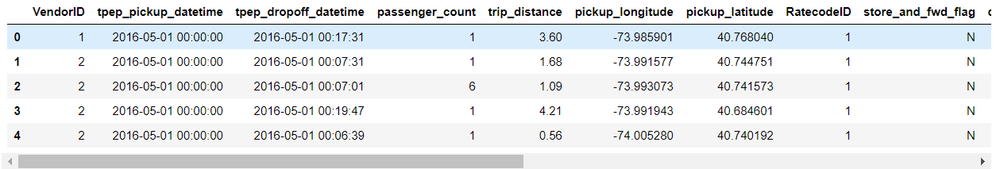 VendorID tpep_pickup_datetime tpep_dropoff_datetime passenger_count trip_distance pickup_longitude pickup_latitude RatecodeID store_and_fwd_flag
0 1 2016-05-01 00:00:00 2016-05-01 00:17:31 1 3.60 -73.985901 40.768040 1 N
1 2 2016-05-01 00:00:00 2016-05-01 00:07:31 1 1.68 -73.991577 40.744751 1 N
2 2 2016-05-01 00:00:00 2016-05-01 00:07:01 6 1.09 -73.993073 40.741573 1 N
3 2 2016-05-01 00:00:00 2016-05-01 00:19:47 1 4.21 -73.991943 40.684601 1 N
4 2 2016-05-01 00:00:00 2016-05-01 00:06:39 1 0.56 -74.005280 40.740192 1 N